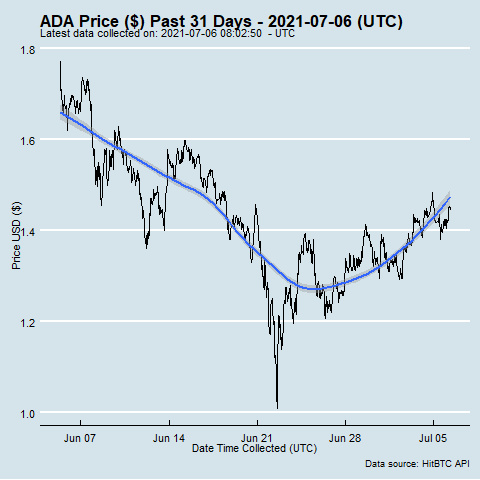 ADA Price ($) Past 31 Days - 2021-07-06 (UTC)
Latest data collected on: 2021-07-06 08:02:50 - UTC
1.8
1.6
1.4
1.2
1.0
Price USD ($)
Jun 07
Jun 14
Jun 21
Jun 28
Jul 05
Date Time Collected (UTC)
Data source: HitBTC API